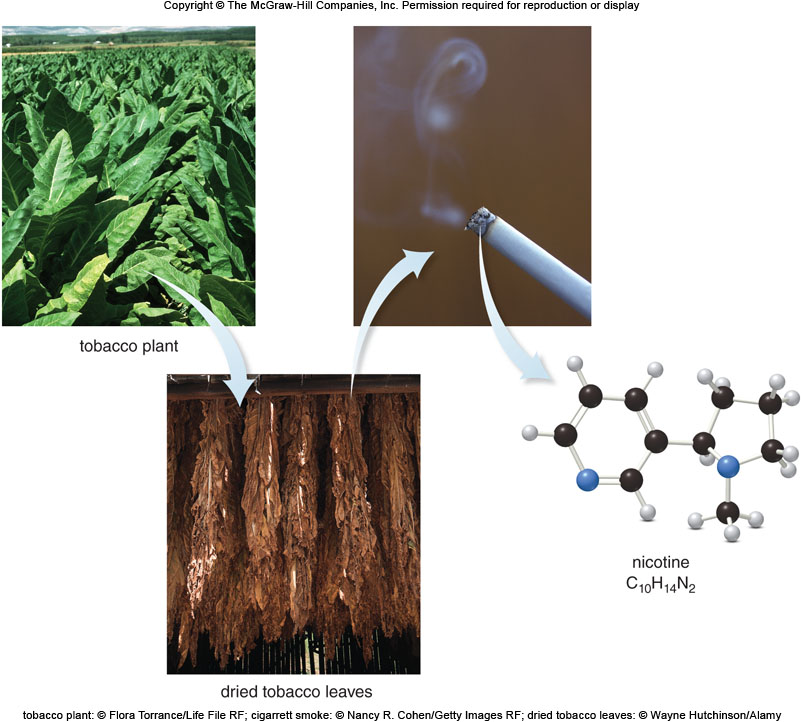 Copyright © The McGraw-Hill Companies, Inc. Permission required for reproduction or display
tobacco plant
dried tobacco leaves
nicotine
C₁₀H₁₄N₂
tobacco plant: © Flora Torrance/Life File RF; cigarrett smoke: © Nancy R. Cohen/Getty Images RF; dried tobacco leaves: © Wayne Hutchinson/Alamy